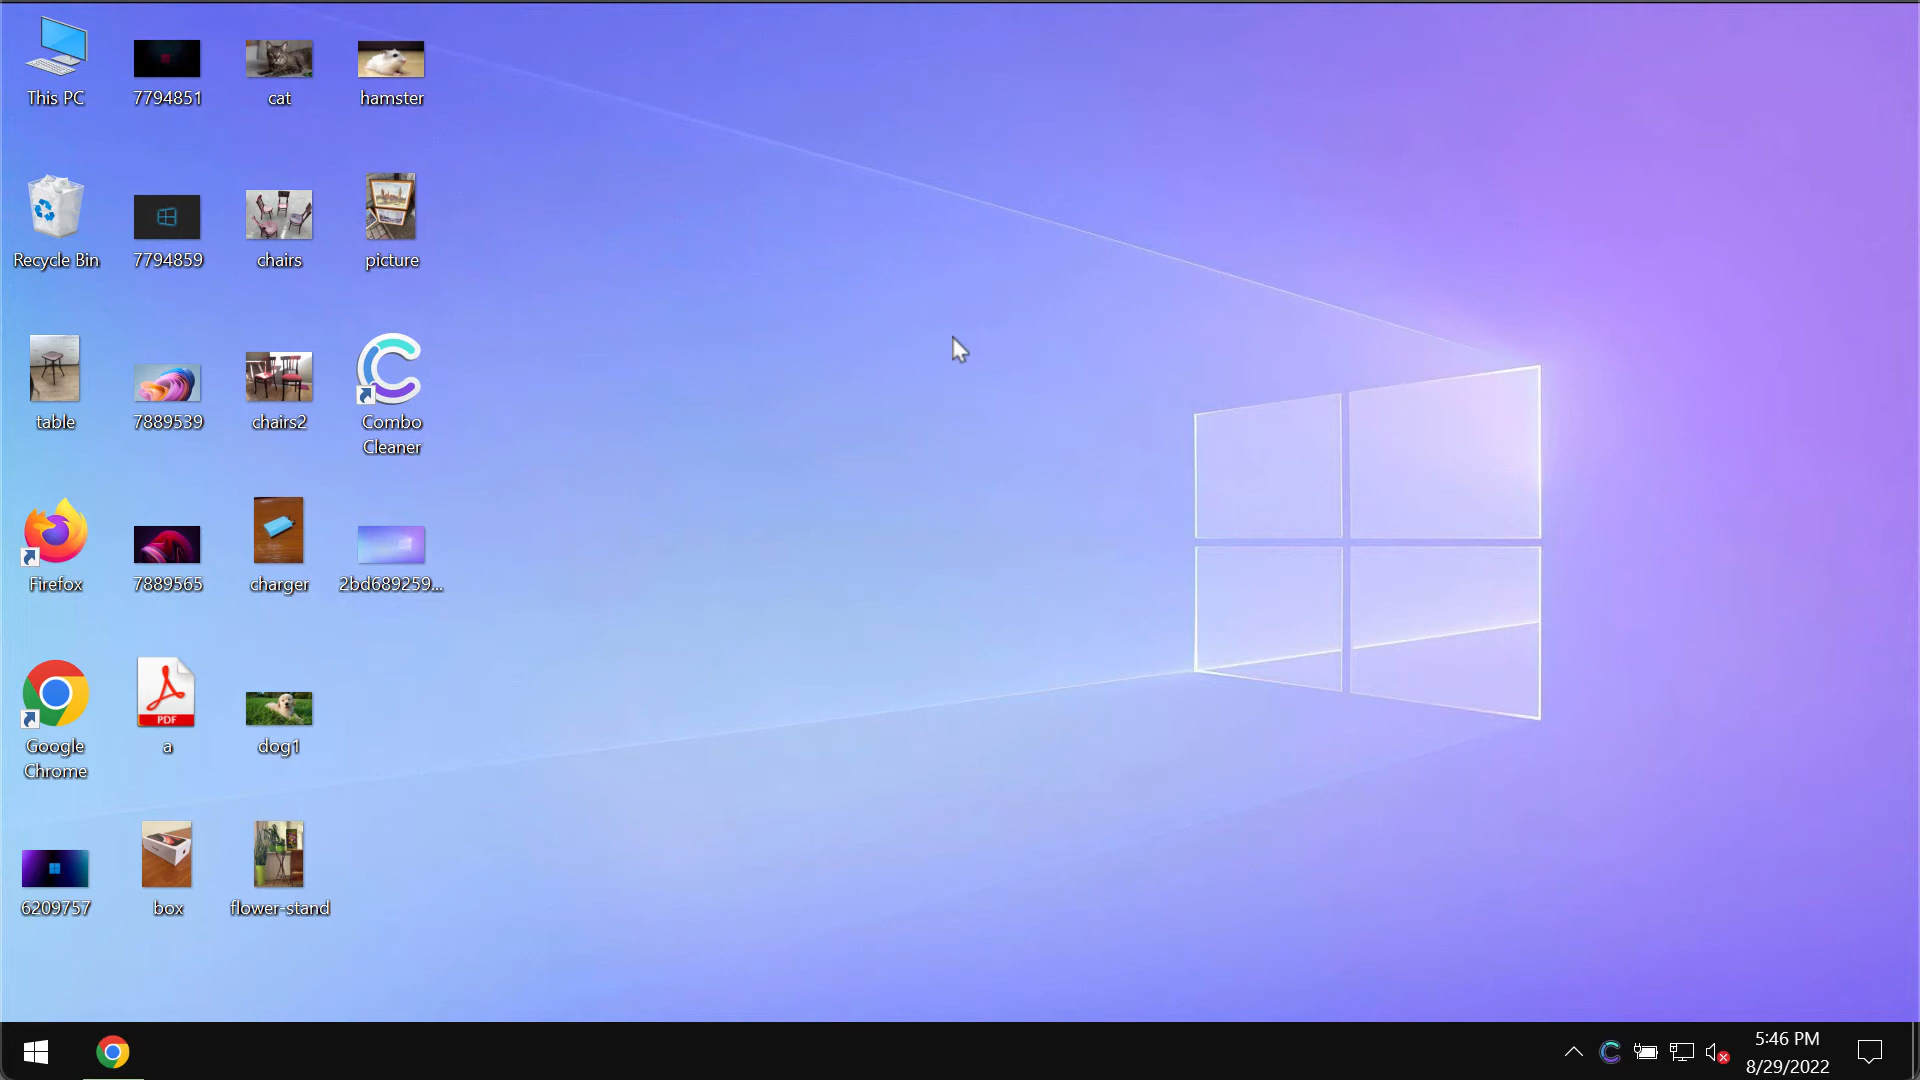 This PC
7794851
cat
hamster
Recycle Bin
7794859
chairs
picture
table
7889539
chairs2
Combo
Cleaner
Firefox
7889565
charger
2bd689259...
Google
Chrome
PDF
a
dog1
6209757
box
flower-stand
5:46 PM
8/29/2022